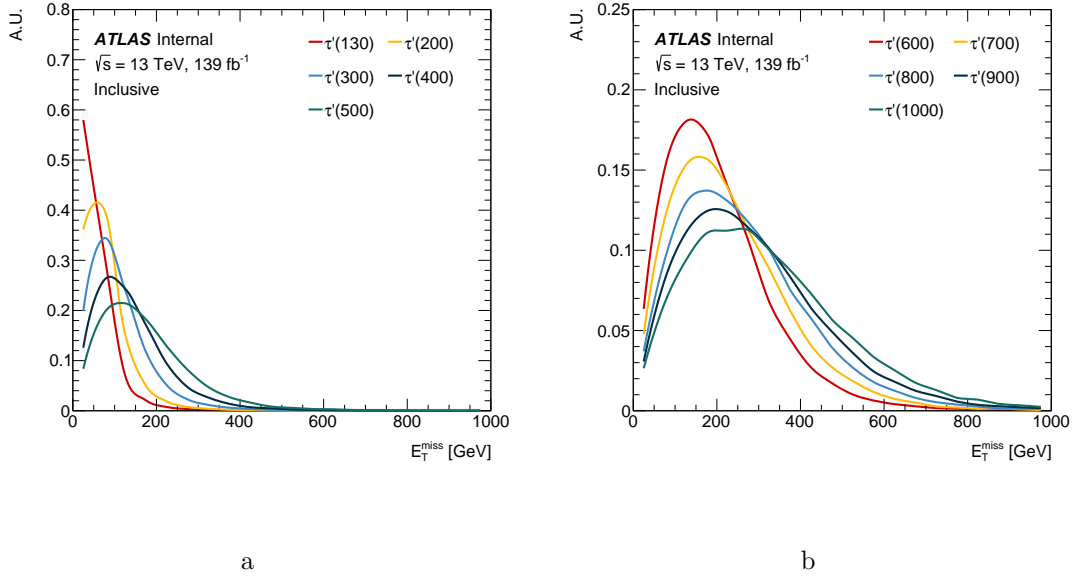 A.U.
ATLAS Internal
√s = 13 TeV, 139 fb⁻¹
Inclusive
τ'(130) τ'(200)
τ'(300) τ'(400)
τ'(500)
0.8
0.7
0.6
0.5
0.4
0.3
0.2
0.1
0
0 200 400 600 800 1000
E_T^miss [GeV]
a
A.U.
ATLAS Internal
√s = 13 TeV, 139 fb⁻¹
Inclusive
τ'(600) τ'(700)
τ'(800) τ'(900)
τ'(1000)
0.25
0.2
0.15
0.1
0.05
0
0 200 400 600 800 1000
E_T^miss [GeV]
b